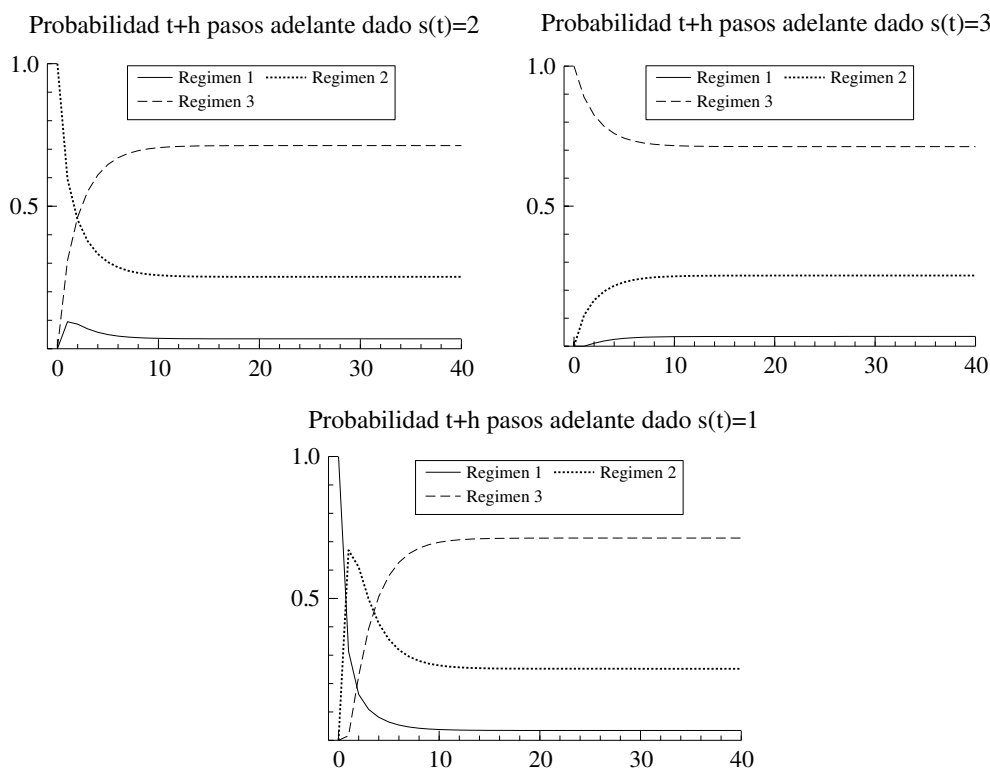 Probabilidad t+h pasos adelante dado s(t)=2
1.0
Regimen 1 Regimen 2
Regimen 3
0.5
0 10 20 30 40
Probabilidad t+h pasos adelante dado s(t)=3
1.0
Regimen 1 Regimen 2
Regimen 3
0.5
0 10 20 30 40
Probabilidad t+h pasos adelante dado s(t)=1
1.0
Regimen 1 Regimen 2
Regimen 3
0.5
0 10 20 30 40